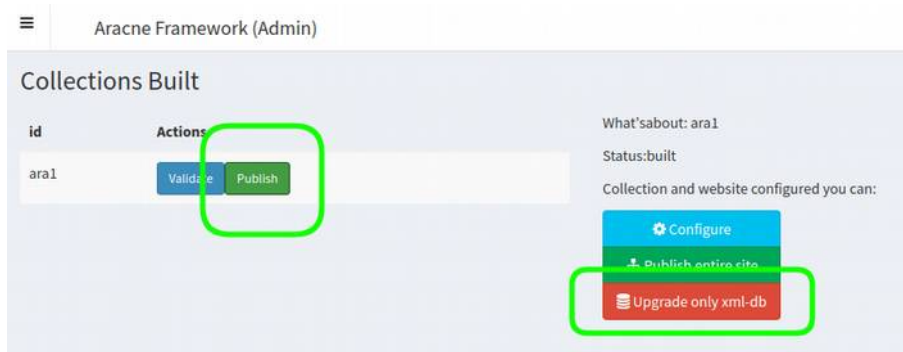 Aracne Framework (Admin)
Collections Built
id Actions
ara1 Validate Publish
What'sabout: ara1
Status:built
Collection and website configured you can:
Configure
Publish entire site
Upgrade only xml-db